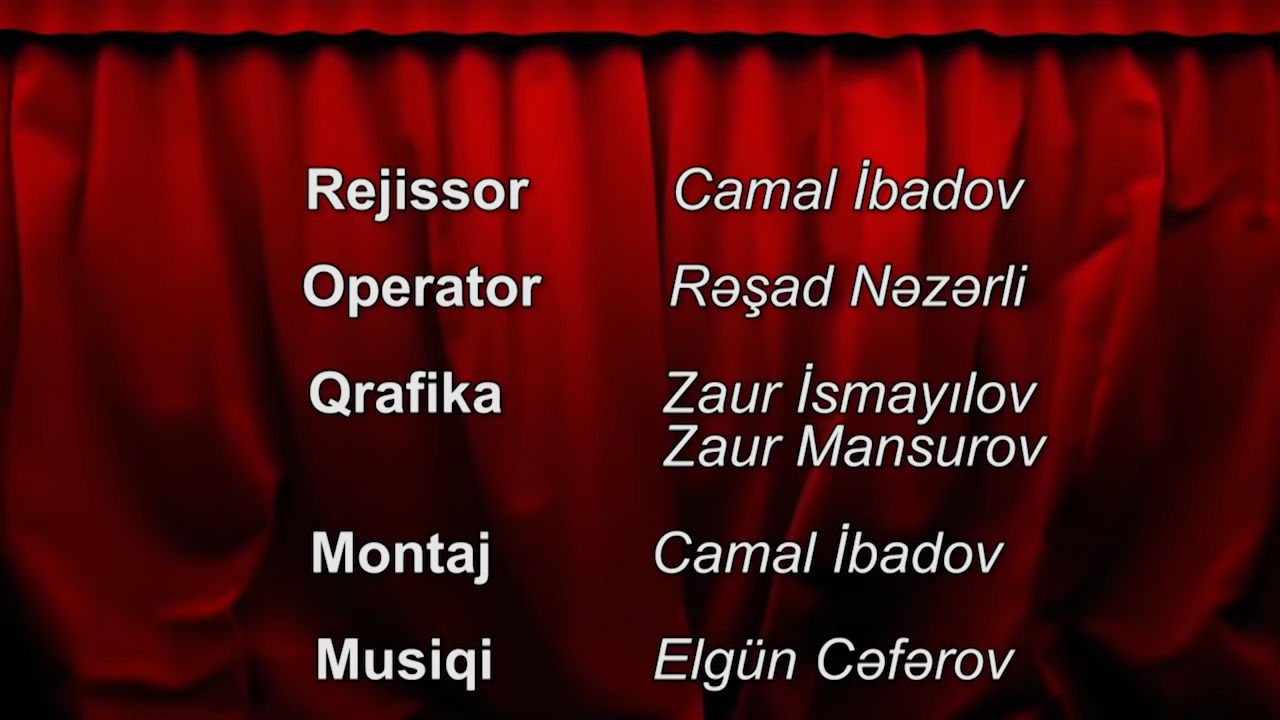 Rejissor Camal İbadov
Operator Rəşad Nəzərli
Qrafika Zaur İsmayılov
Zaur Mansurov
Montaj Camal İbadov
Musiqi Elgün Cəfərov